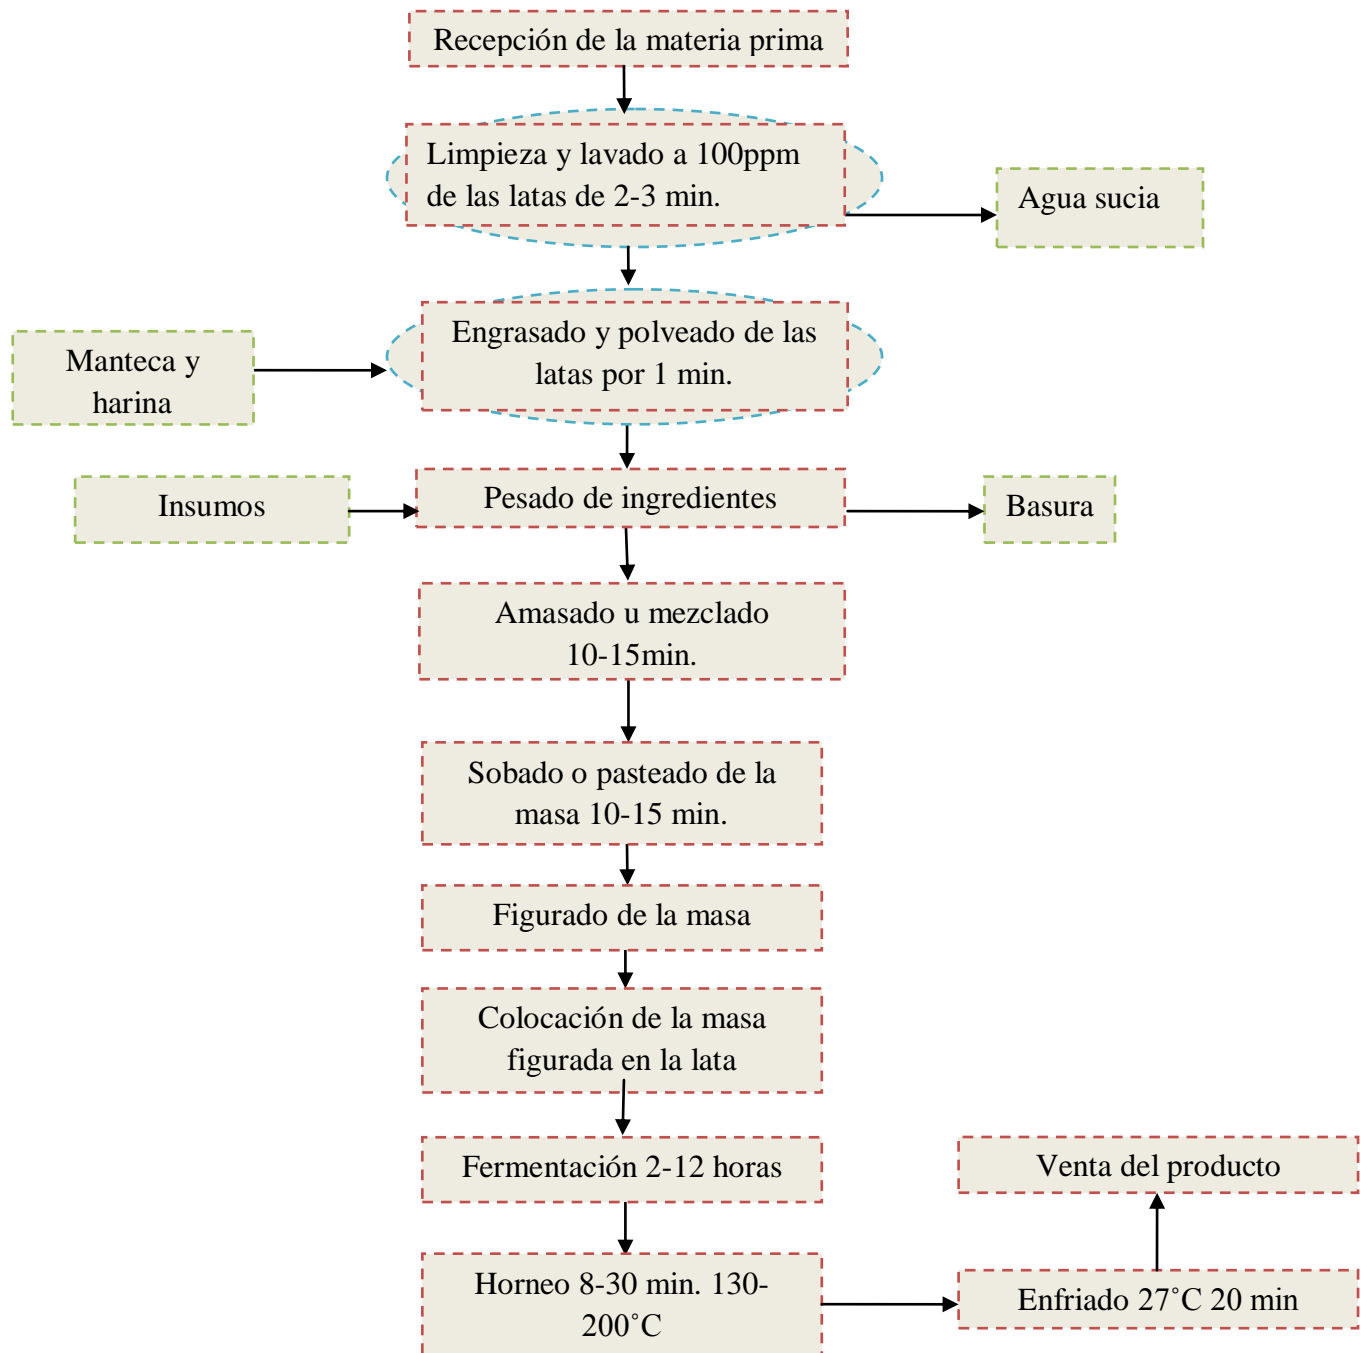 Recepción de la materia prima
Limpieza y lavado a 100ppm
de las latas de 2-3 min.
Agua sucia
Engrasado y polveado de las
latas por 1 min.
Manteca y
harina
Insumos
Pesado de ingredientes
Basura
Amasado u mezclado
10-15min.
Sobado o pasteado de la
masa 10-15 min.
Figurado de la masa
Colocación de la masa
figurada en la lata
Fermentación 2-12 horas
Venta del producto
Horneo 8-30 min. 130-
200˚C
Enfriado 27˚C 20 min